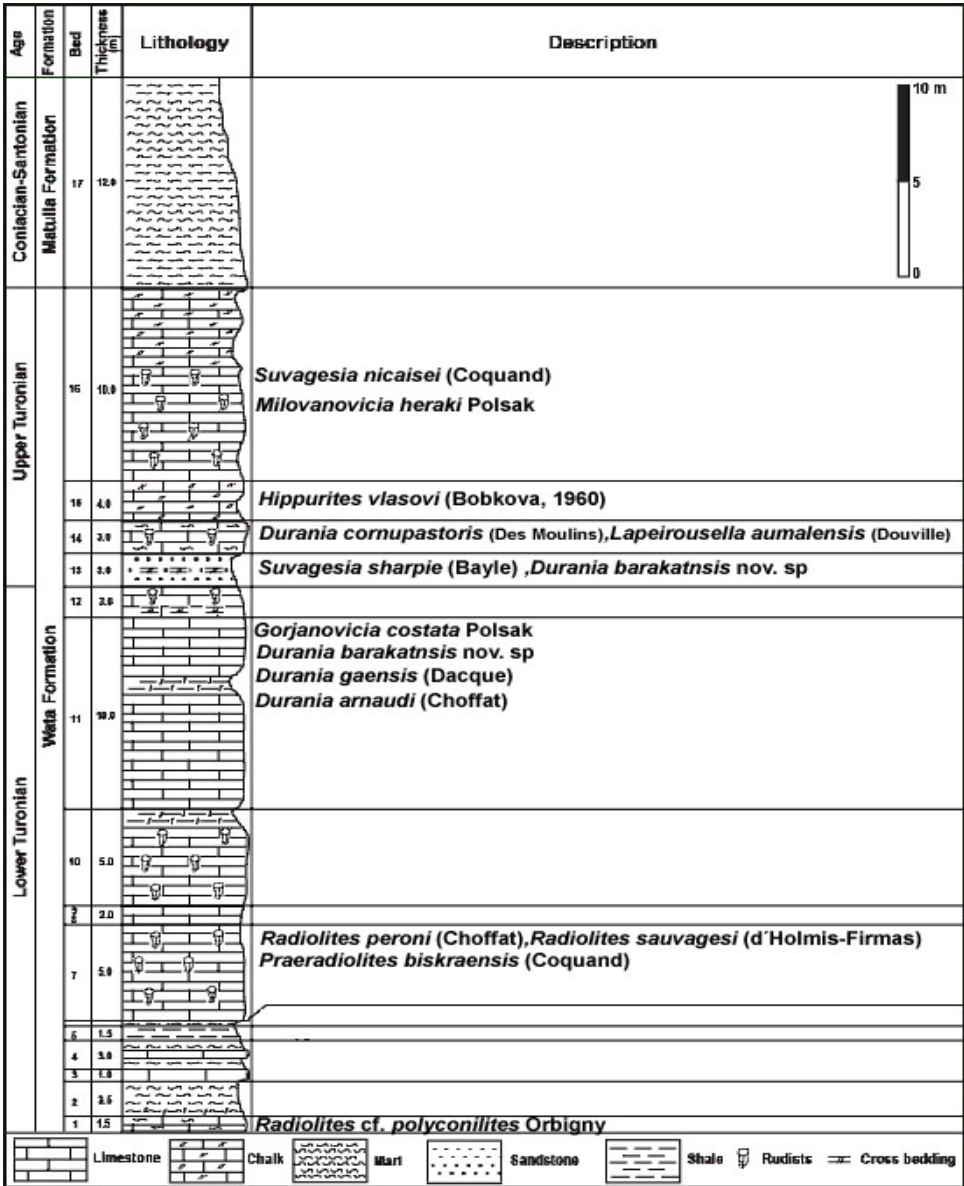 Age
Formation
Bed
Thickness (m)
Lithology
Description
Coniacian-Santonian
Matulla Formation
17
12.0
10 m
5
0
Upper Turonian
Wata Formation
16
10.0
Suvagesia nicaisei (Coquand)
Milovanovicia heraki Polsak
15
4.0
Hippurites vlasovi (Bobkova, 1960)
14
3.0
Durania cornupastoris (Des Moulins),Lapeirousella aumalensis (Douville)
13
3.0
Suvagesia sharpie (Bayle) ,Durania barakatnsis nov. sp
Lower Turonian
12
Gorjanovicia costata Polsak
Durania barakatnsis nov. sp
Durania gaensis (Dacque)
Durania arnaudi (Choffat)
11
10.0
10
5.0
2.0
7
5.0
Radiolites peroni (Choffat),Radiolites sauvagesi (d´Holmis-Firmas)
Praeradiolites biskraensis (Coquand)
5
1.5
4
3.0
3
1.0
2
1
1.5
Radiolites cf. polyconilites Orbigny
Limestone
Chalk
Marl
Sandstone
Shale
Rudists
Cross bedding